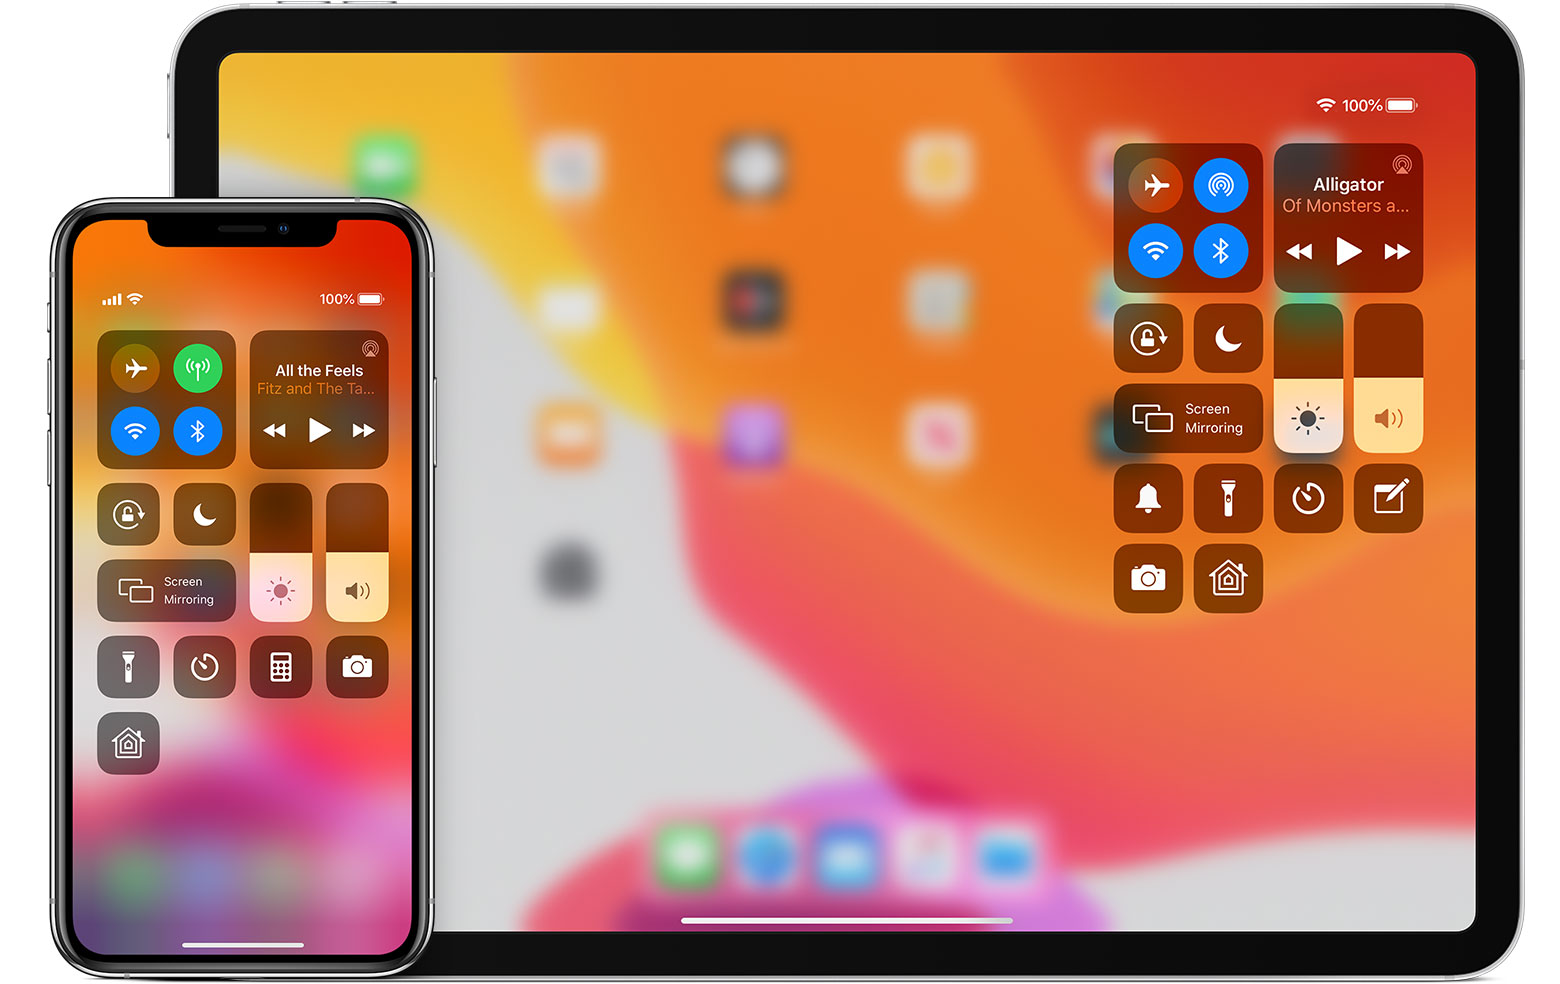 100%
All the Feels
Fitz and The Ta...
Screen
Mirroring
100%
Alligator
Of Monsters a...
Screen
Mirroring